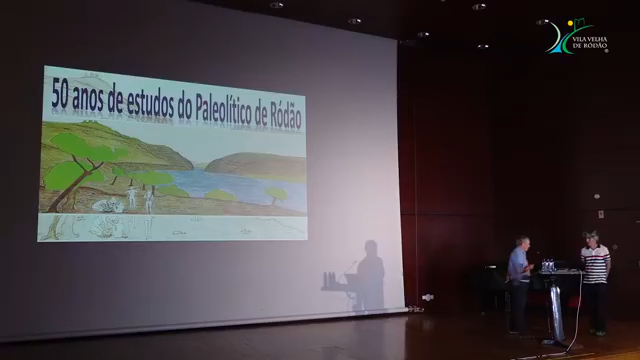 VILA VELHA
DE RÓDÃO
50 anos de estudos do Paleolítico de Ródão